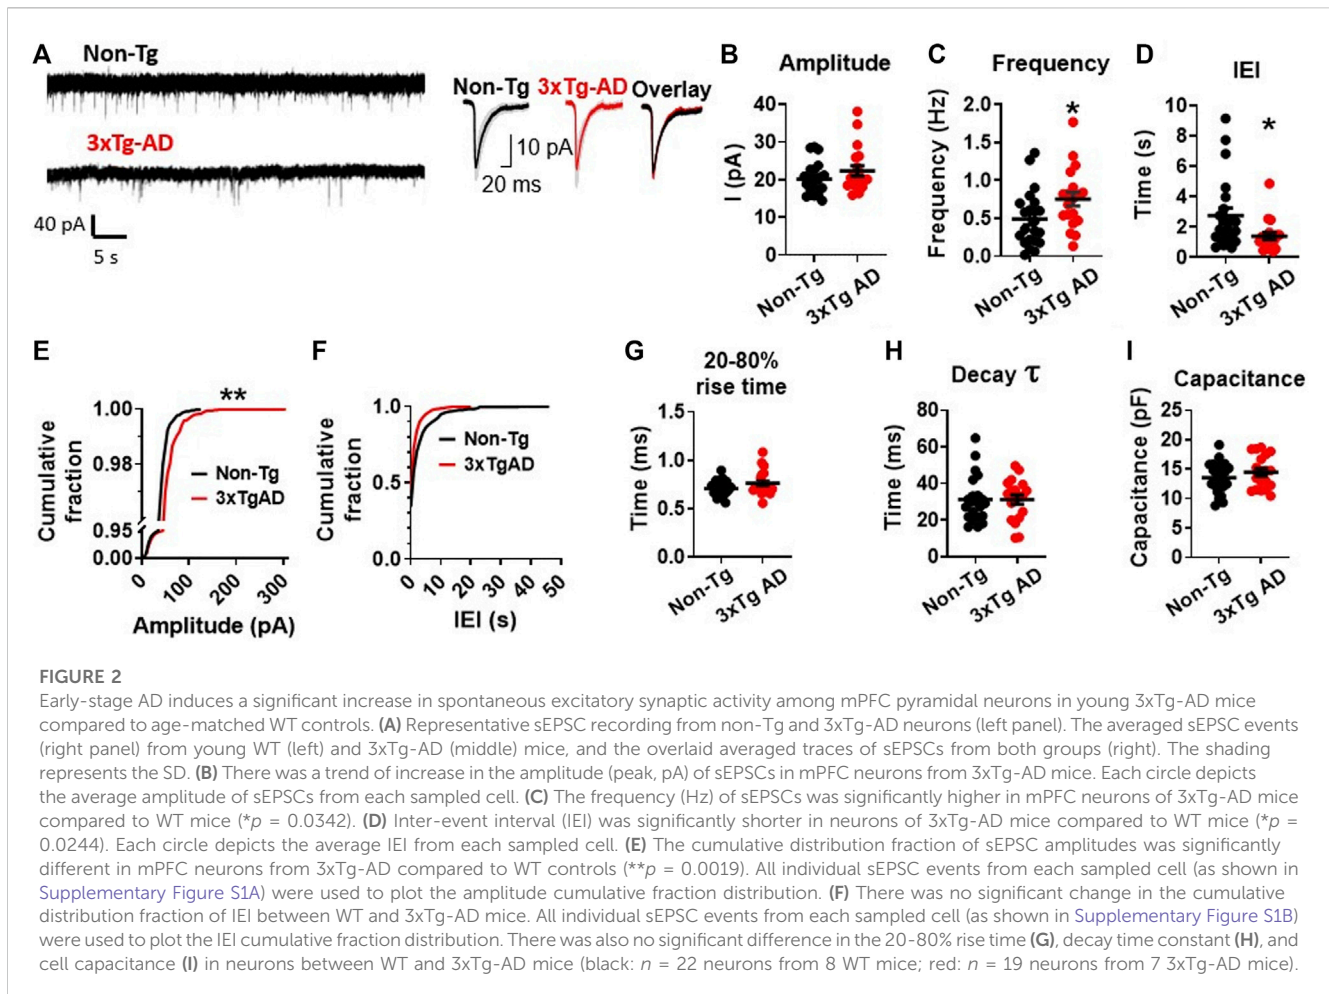 A
Non-Tg
3xTg-AD
40 pA
5 s
Non-Tg 3xTg-AD Overlay
10 pA
20 ms
B
Amplitude
I (pA)
40
30
20
10
0
Non-Tg
3xTg AD
C
Frequency
*
Frequency (Hz)
2.0
1.5
1.0
0.5
0.0
Non-Tg
3xTg AD
D
IEI
*
Time (s)
10
8
6
4
2
0
Non-Tg
3xTg AD
E
**
Cumulative
fraction
1.00
0.98
0.95
0.00
Non-Tg
3xTgAD
0 100 200 300
Amplitude (pA)
F
Cumulative
fraction
1.0
0.5
0.0
Non-Tg
3xTgAD
0 10 20 30 40 50
IEI (s)
G
20-80%
rise time
Time (ms)
1.5
1.0
0.5
0.0
Non-Tg
3xTg AD
H
Decay τ
Time (ms)
80
60
40
20
0
Non-Tg
3xTg AD
I
Capacitance
Capacitance (pF)
25
20
15
10
5
0
Non-Tg
3xTg AD
FIGURE 2
Early-stage AD induces a significant increase in spontaneous excitatory synaptic activity among mPFC pyramidal neurons in young 3xTg-AD mice
compared to age-matched WT controls. (A) Representative sEPSC recording from non-Tg and 3xTg-AD neurons (left panel). The averaged sEPSC events
(right panel) from young WT (left) and 3xTg-AD (middle) mice, and the overlaid averaged traces of sEPSCs from both groups (right). The shading
represents the SD. (B) There was a trend of increase in the amplitude (peak, pA) of sEPSCs in mPFC neurons from 3xTg-AD mice. Each circle depicts
the average amplitude of sEPSCs from each sampled cell. (C) The frequency (Hz) of sEPSCs was significantly higher in mPFC neurons of 3xTg-AD mice
compared to WT mice (*p = 0.0342). (D) Inter-event interval (IEI) was significantly shorter in neurons of 3xTg-AD mice compared to WT mice (*p =
0.0244). Each circle depicts the average IEI from each sampled cell. (E) The cumulative distribution fraction of sEPSC amplitudes was significantly
different in mPFC neurons from 3xTg-AD compared to WT controls (**p = 0.0019). All individual sEPSC events from each sampled cell (as shown in
Supplementary Figure S1A) were used to plot the amplitude cumulative fraction distribution. (F) There was no significant change in the cumulative
distribution fraction of IEI between WT and 3xTg-AD mice. All individual sEPSC events from each sampled cell (as shown in Supplementary Figure S1B)
were used to plot the IEI cumulative fraction distribution. There was also no significant difference in the 20-80% rise time (G), decay time constant (H), and
cell capacitance (I) in neurons between WT and 3xTg-AD mice (black: n = 22 neurons from 8 WT mice; red: n = 19 neurons from 7 3xTg-AD mice).